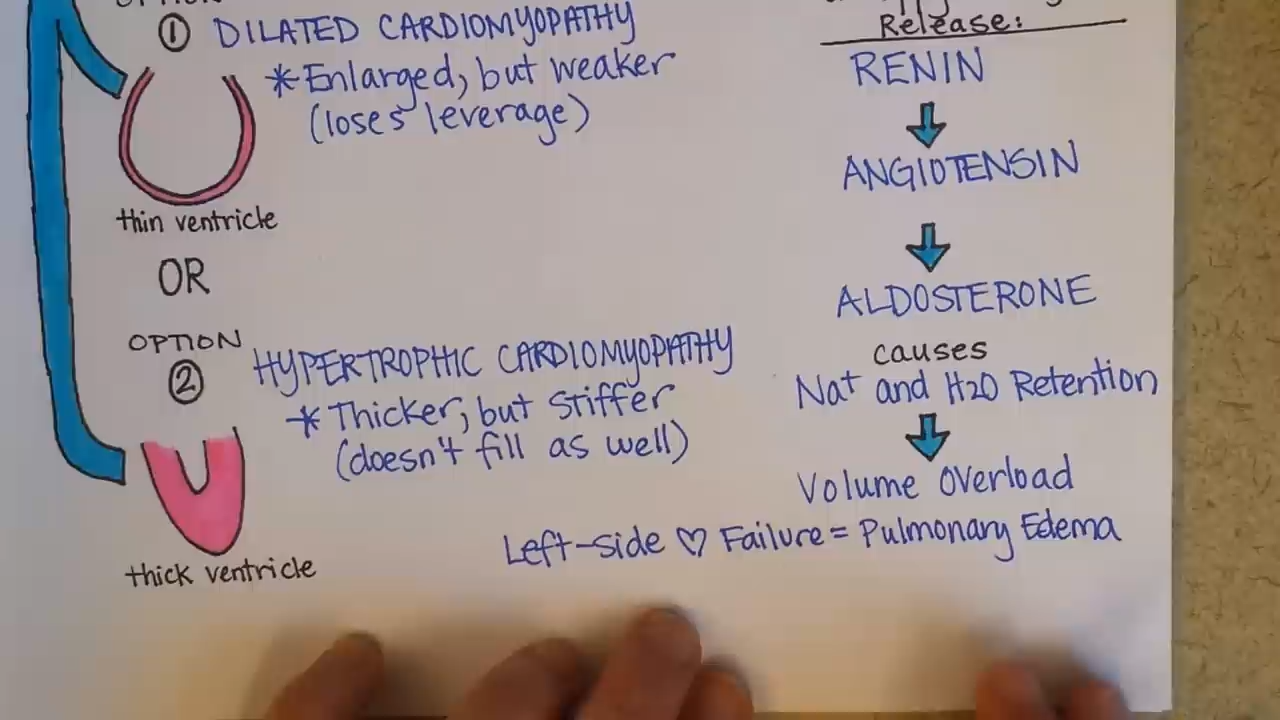 ① DILATED CARDIOMYOPATHY
* Enlarged, but weaker
(loses leverage)
thin ventricle
OR
OPTION
② HYPERTROPHIC CARDIOMYOPATHY
* Thicker, but stiffer
(doesn't fill as well)
thick ventricle
Release:
RENIN
ANGIOTENSIN
ALDOSTERONE
causes
Na+ and H2O Retention
Volume Overload
Left-side ♡ Failure = Pulmonary Edema